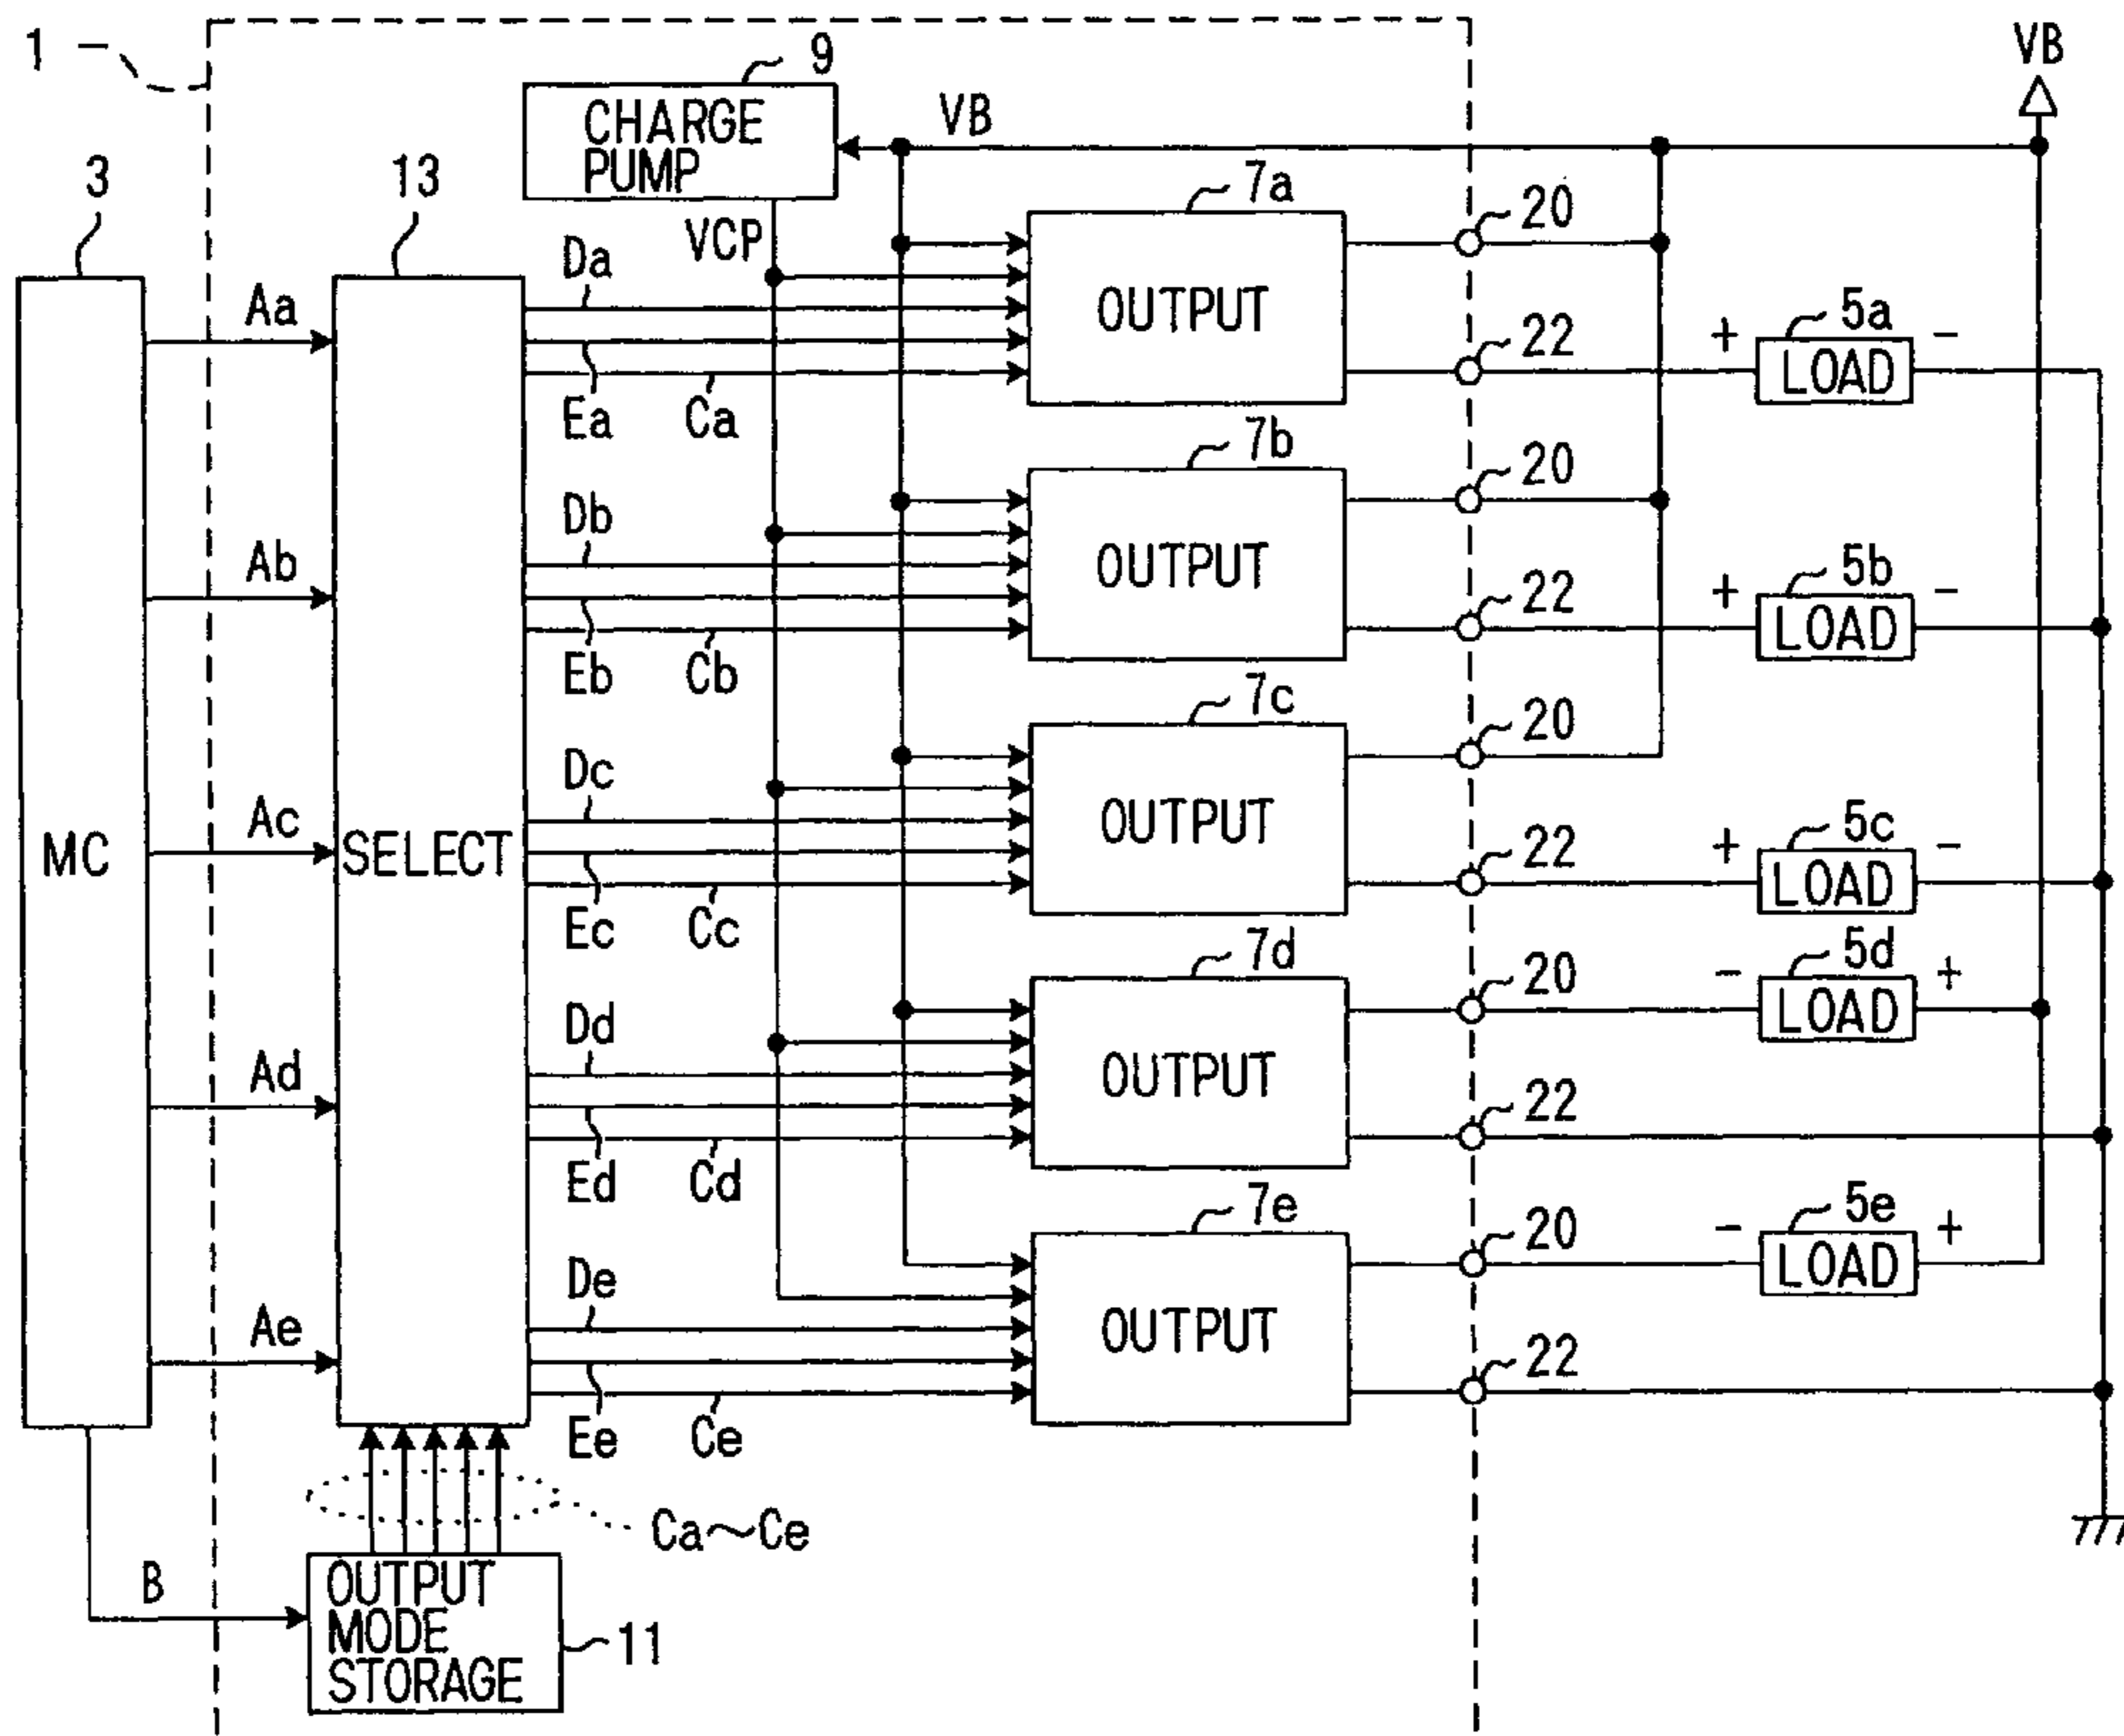 1
9
VB
CHARGE
PUMP
VB
3
13
7a
20
VCP
Da
Aa
OUTPUT
22
5a
+ LOAD -
Ea
Ca
7b
20
Db
Ab
OUTPUT
22
5b
+ LOAD -
Eb
Cb
7c
20
Dc
Ac
OUTPUT
22
5c
MC
SELECT
+ LOAD -
Ec
Cc
7d
20
5d
- LOAD +
Dd
Ad
OUTPUT
22
Ed
Cd
7e
20
5e
- LOAD +
De
Ae
OUTPUT
22
Ee
Ce
Ca~Ce
B
OUTPUT
MODE
STORAGE
11